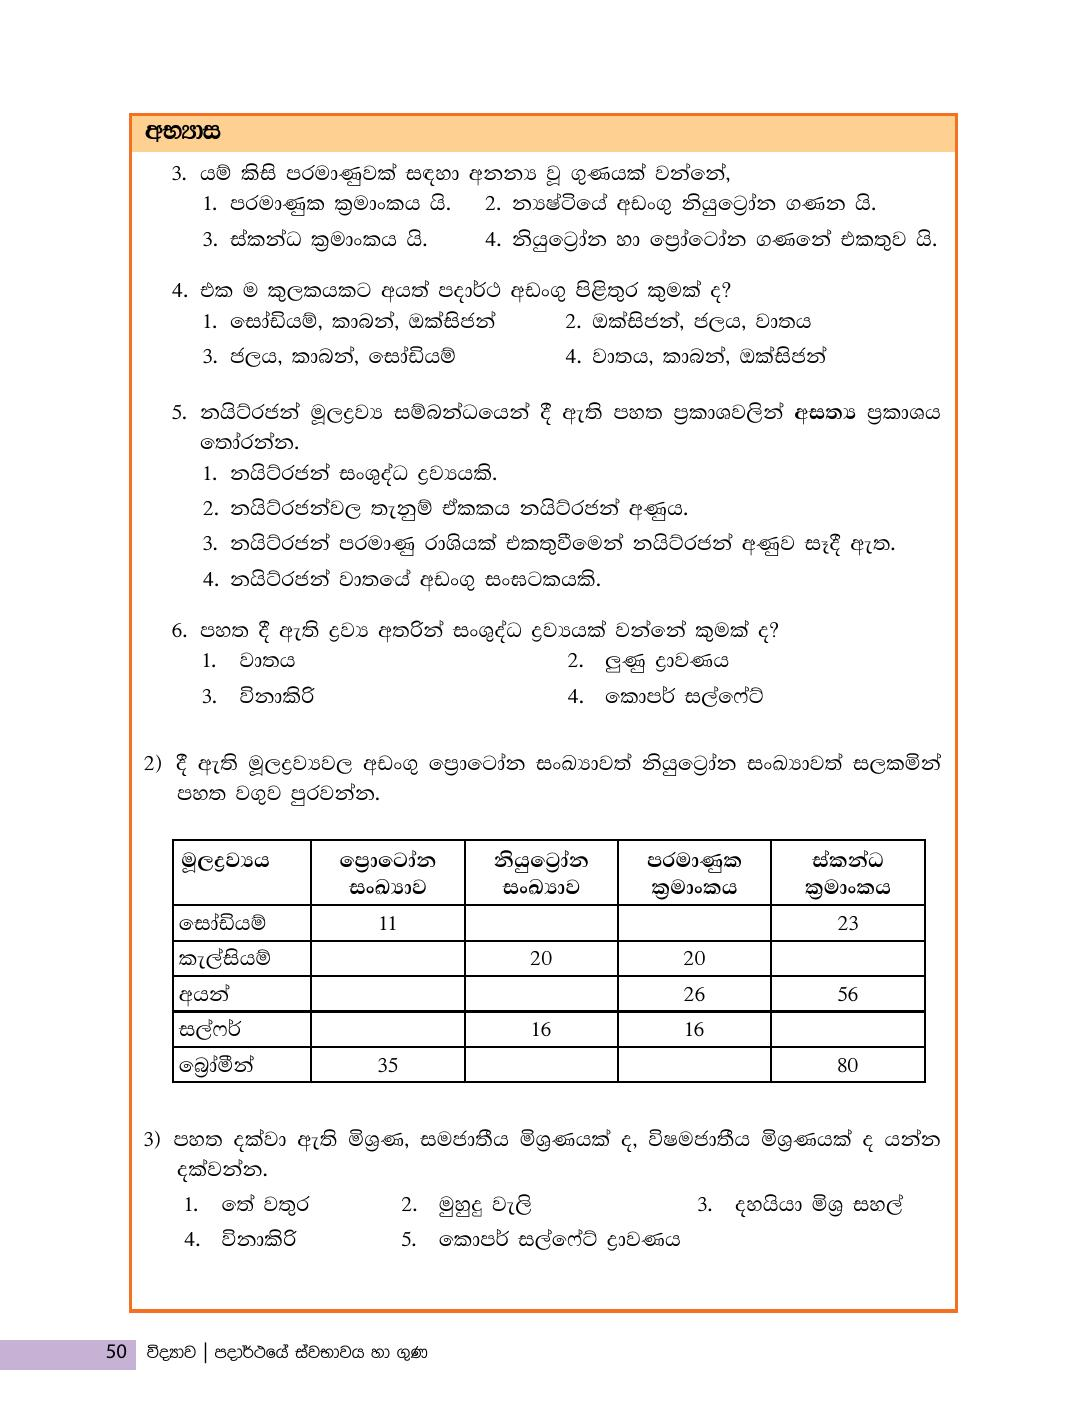 අභ්‍යාස
3. යම් කිසි පරමාණුවක් සඳහා අනන්‍ය වූ ගුණයක් වන්නේ,
1. පරමාණුක ක්‍රමාංකය යි. 2. න්‍යෂ්ටියේ අඩංගු නියුට්‍රෝන ගණන යි.
3. ස්කන්ධ ක්‍රමාංකය යි. 4. නියුට්‍රෝන හා ප්‍රෝටෝන ගණනේ එකතුව යි.
4. එක ම කුලකයකට අයත් පදාර්ථ අඩංගු පිළිතුර කුමක් ද?
1. සෝඩියම්, කාබන්, ඔක්සිජන් 2. ඔක්සිජන්, ජලය, වාතය
3. ජලය, කාබන්, සෝඩියම් 4. වාතය, කාබන්, ඔක්සිජන්
5. නයිට්රජන් මූලද්‍රව්‍ය සම්බන්ධයෙන් දී ඇති පහත ප්‍රකාශවලින් අසත්‍ය ප්‍රකාශය
තෝරන්න.
1. නයිට්රජන් සංශුද්ධ ද්‍රව්‍යයකි.
2. නයිට්රජන්වල තැනුම් ඒකකය නයිට්රජන් අණුය.
3. නයිට්රජන් පරමාණු රාශියක් එකතුවීමෙන් නයිට්රජන් අණුව සෑදී ඇත.
4. නයිට්රජන් වාතයේ අඩංගු සංඝටකයකි.
6. පහත දී ඇති ද්‍රව්‍ය අතරින් සංශුද්ධ ද්‍රව්‍යයක් වන්නේ කුමක් ද?
1. වාතය 2. ලුණු ද්‍රාවණය
3. විනාකිරි 4. කොපර් සල්ෆේට්
2) දී ඇති මූලද්‍රව්‍යවල අඩංගු ප්‍රොටෝන සංඛ්‍යාවත් නියුට්‍රෝන සංඛ්‍යාවත් සලකමින්
පහත වගුව පුරවන්න.
මූලද්‍රව්‍යය ප්‍රොටෝන නියුට්‍රෝන පරමාණුක ස්කන්ධ
සංඛ්‍යාව සංඛ්‍යාව ක්‍රමාංකය ක්‍රමාංකය
සෝඩියම් 11 23
කැල්සියම් 20 20
අයන් 26 56
සල්ෆර් 16 16
බ්‍රෝමීන් 35 80
3) පහත දක්වා ඇති මිශ්‍රණ, සමජාතීය මිශ්‍රණයක් ද, විෂමජාතීය මිශ්‍රණයක් ද යන්න
දක්වන්න.
1. තේ වතුර 2. මුහුදු වැලි 3. දහයියා මිශ්‍ර සහල්
4. විනාකිරි 5. කොපර් සල්ෆේට් ද්‍රාවණය
50 විද්‍යාව | පදාර්ථයේ ස්වභාවය හා ගුණ